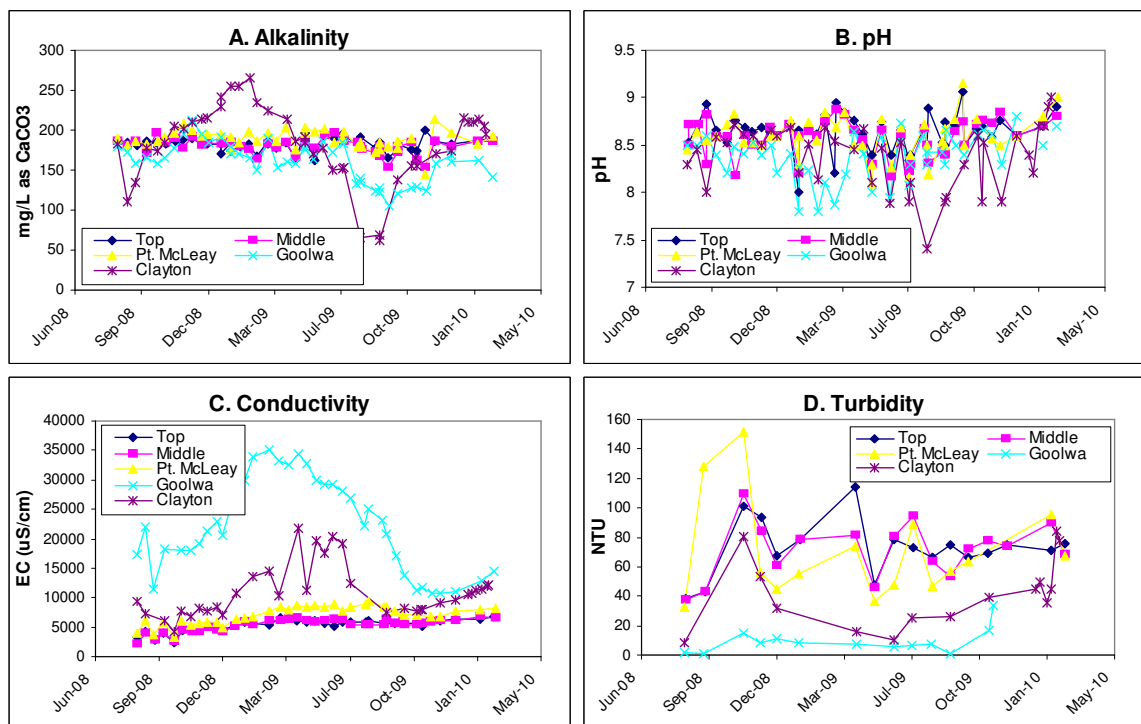 A. Alkalinity
mg/L as CaCO3
300
250
200
150
100
50
0
Top
Middle
Pt. McLeay
Goolwa
Clayton
Jun-08
Sep-08
Dec-08
Mar-09
Jul-09
Oct-09
Jan-10
May-10
B. pH
pH
9.5
9
8.5
8
7.5
7
Top
Middle
Pt. McLeay
Goolwa
Clayton
Jun-08
Sep-08
Dec-08
Mar-09
Jul-09
Oct-09
Jan-10
May-10
C. Conductivity
EC (uS/cm)
45000
40000
35000
30000
25000
20000
15000
10000
5000
0
Top
Middle
Pt. McLeay
Goolwa
Clayton
Jun-08
Sep-08
Dec-08
Mar-09
Jul-09
Oct-09
Jan-10
May-10
D. Turbidity
NTU
160
140
120
100
80
60
40
20
0
Top
Middle
Pt. McLeay
Goolwa
Clayton
Jun-08
Sep-08
Dec-08
Mar-09
Jul-09
Oct-09
Jan-10
May-10